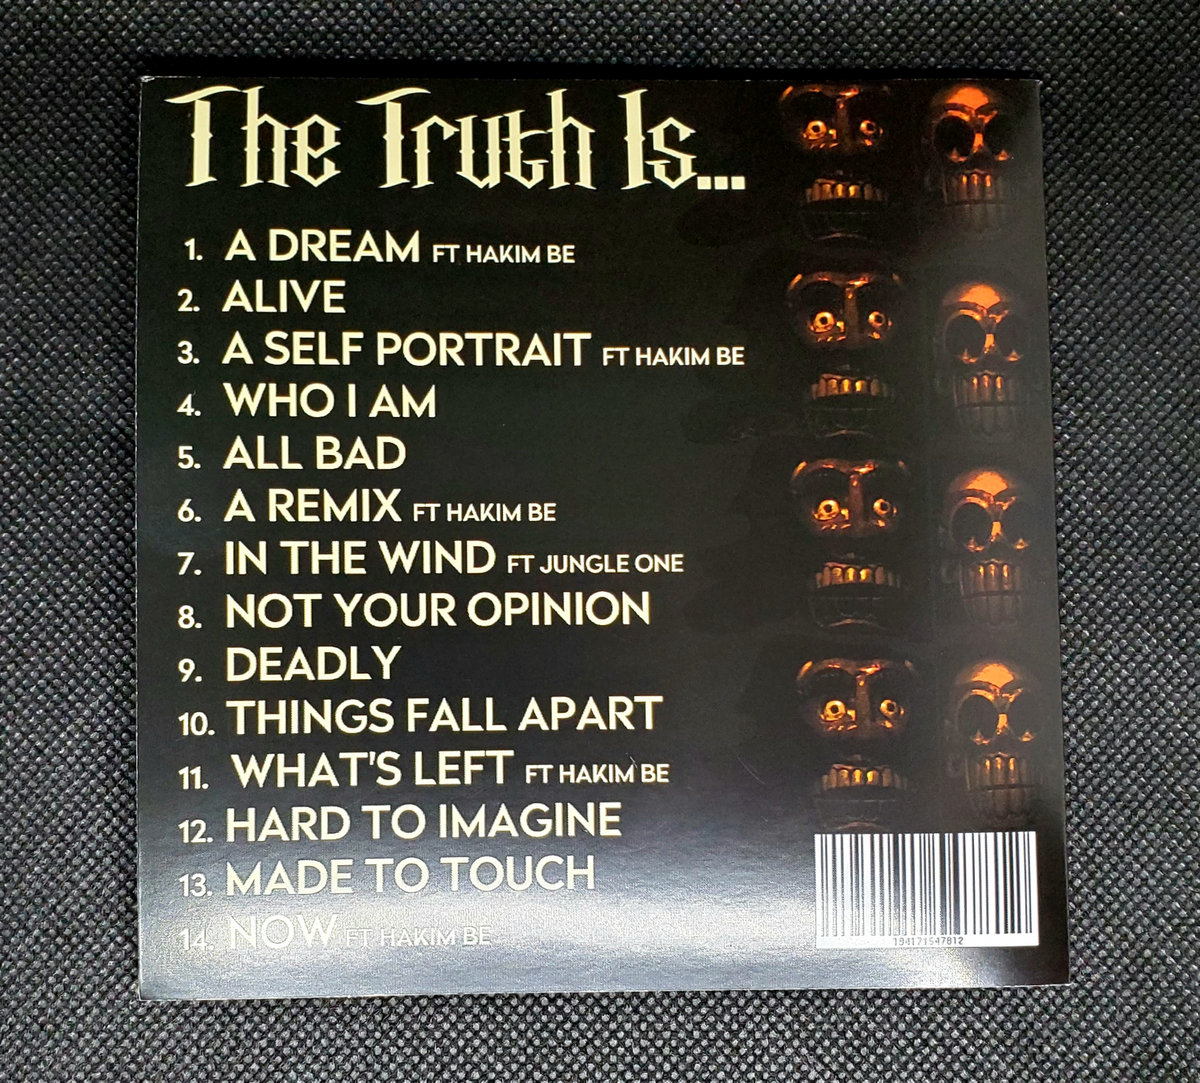 The Truth Is...
1. A DREAM FT HAKIM BE
2. ALIVE
3. A SELF PORTRAIT FT HAKIM BE
4. WHO I AM
5. ALL BAD
6. A REMIX FT HAKIM BE
7. IN THE WIND FT JUNGLE ONE
8. NOT YOUR OPINION
9. DEADLY
10. THINGS FALL APART
11. WHAT'S LEFT FT HAKIM BE
12. HARD TO IMAGINE
13. MADE TO TOUCH
14. NOW FT HAKIM BE
194171547812